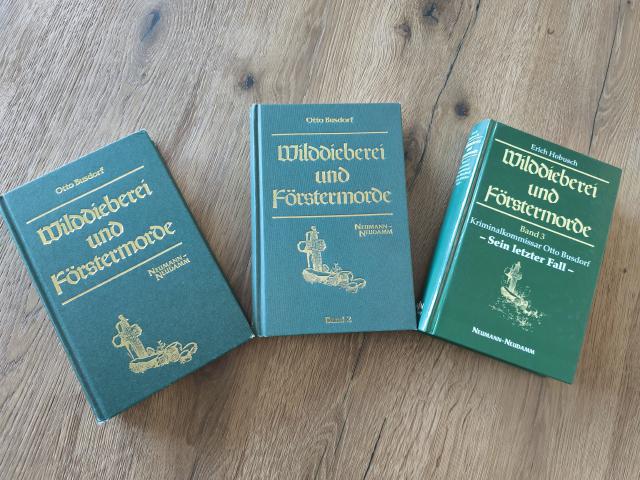 Otto Busdorf
Wilddieberei
und
Förstermorde
Neumann-
Neudamm
Otto Busdorf
Wilddieberei
und
Förstermorde
Neumann-
Neudamm
Band 2
Erich Hobusch
Wilddieberei
und
Förstermorde
Band 3
Kriminalkommissar Otto Busdorf
– Sein letzter Fall –
Neumann-Neudamm